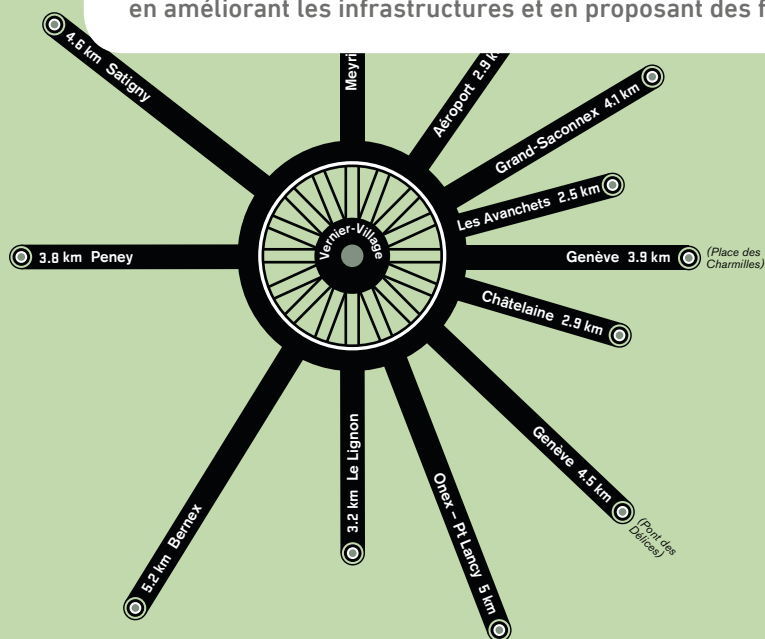 en améliorant les infrastructures et en proposant des
4.6 km Satigny
Aéroport 2.9
Grand-Saconnex 4.1 km
Les Avanchets 2.5 km
Vernier-Village
3.8 km Peney
Genève 3.9 km
(Place des
Charmilles)
Châtelaine 2.9 km
Genève 4.5 km
(Pont des
Délices)
3.2 km Le Lignon
Onex – Pt Lancy 5 km
5.2 km Bernex